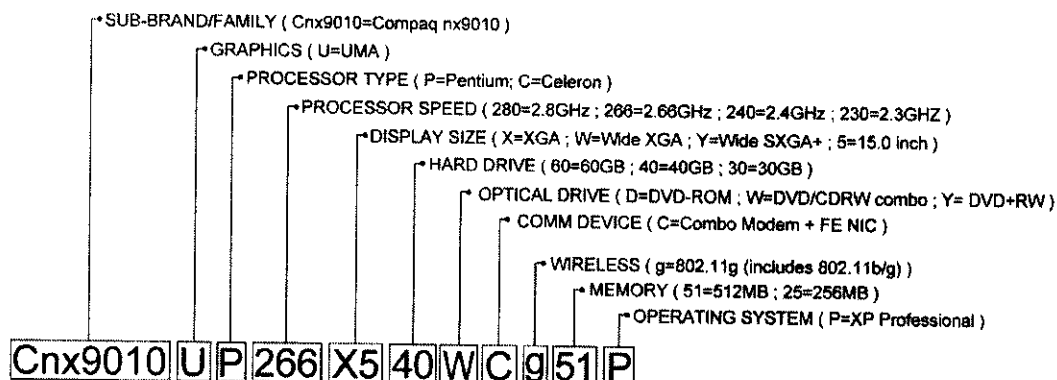 SUB-BRAND/FAMILY ( Cnx9010=Compaq nx9010 )
GRAPHICS ( U=UMA )
PROCESSOR TYPE ( P=Pentium; C=Celeron )
PROCESSOR SPEED ( 280=2.8GHz ; 266=2.66GHz ; 240=2.4GHz ; 230=2.3GHZ )
DISPLAY SIZE ( X=XGA ; W=Wide XGA ; Y=Wide SXGA+ ; 5=15.0 inch )
HARD DRIVE ( 60=60GB ; 40=40GB ; 30=30GB )
OPTICAL DRIVE ( D=DVD-ROM ; W=DVD/CDRW combo ; Y= DVD+RW )
COMM DEVICE ( C=Combo Modem + FE NIC )
WIRELESS ( g=802.11g (includes 802.11b/g) )
MEMORY ( 51=512MB ; 25=256MB )
OPERATING SYSTEM ( P=XP Professional )
Cnx9010 U P 266 X5 40 W C g 51 P